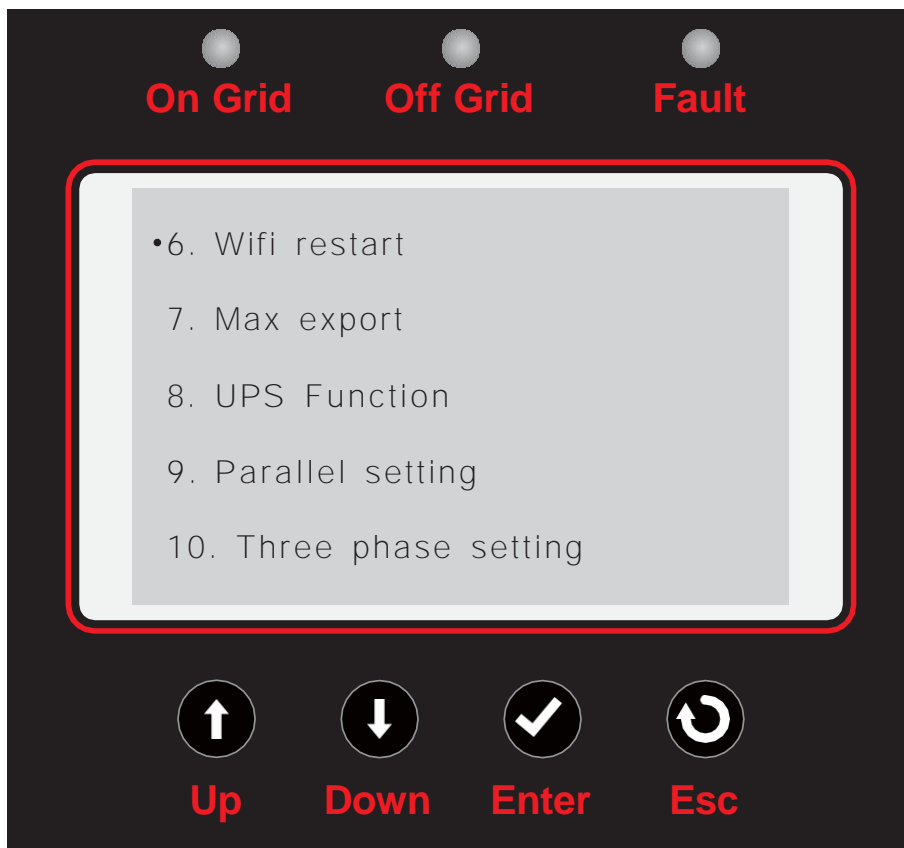 On Grid Off Grid Fault
•6. Wifi restart
7. Max export
8. UPS Function
9. Parallel setting
10. Three phase setting
Up Down Enter Esc